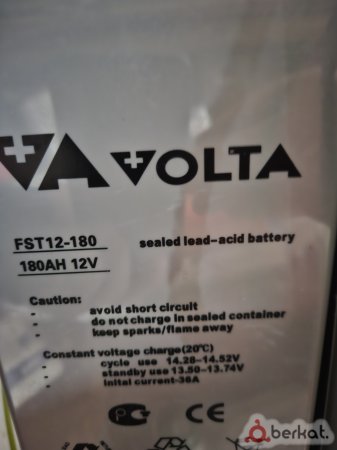 VA VOLTA
FST12-180 sealed lead-acid battery
180AH 12V
Caution:
- avoid short circuit
- do not charge in sealed container
- keep sparks/flame away
Constant voltage charge(20℃)
- cycle use 14.28-14.52V
- standby use 13.50-13.74V
- inital current-36A
CE
berkat.